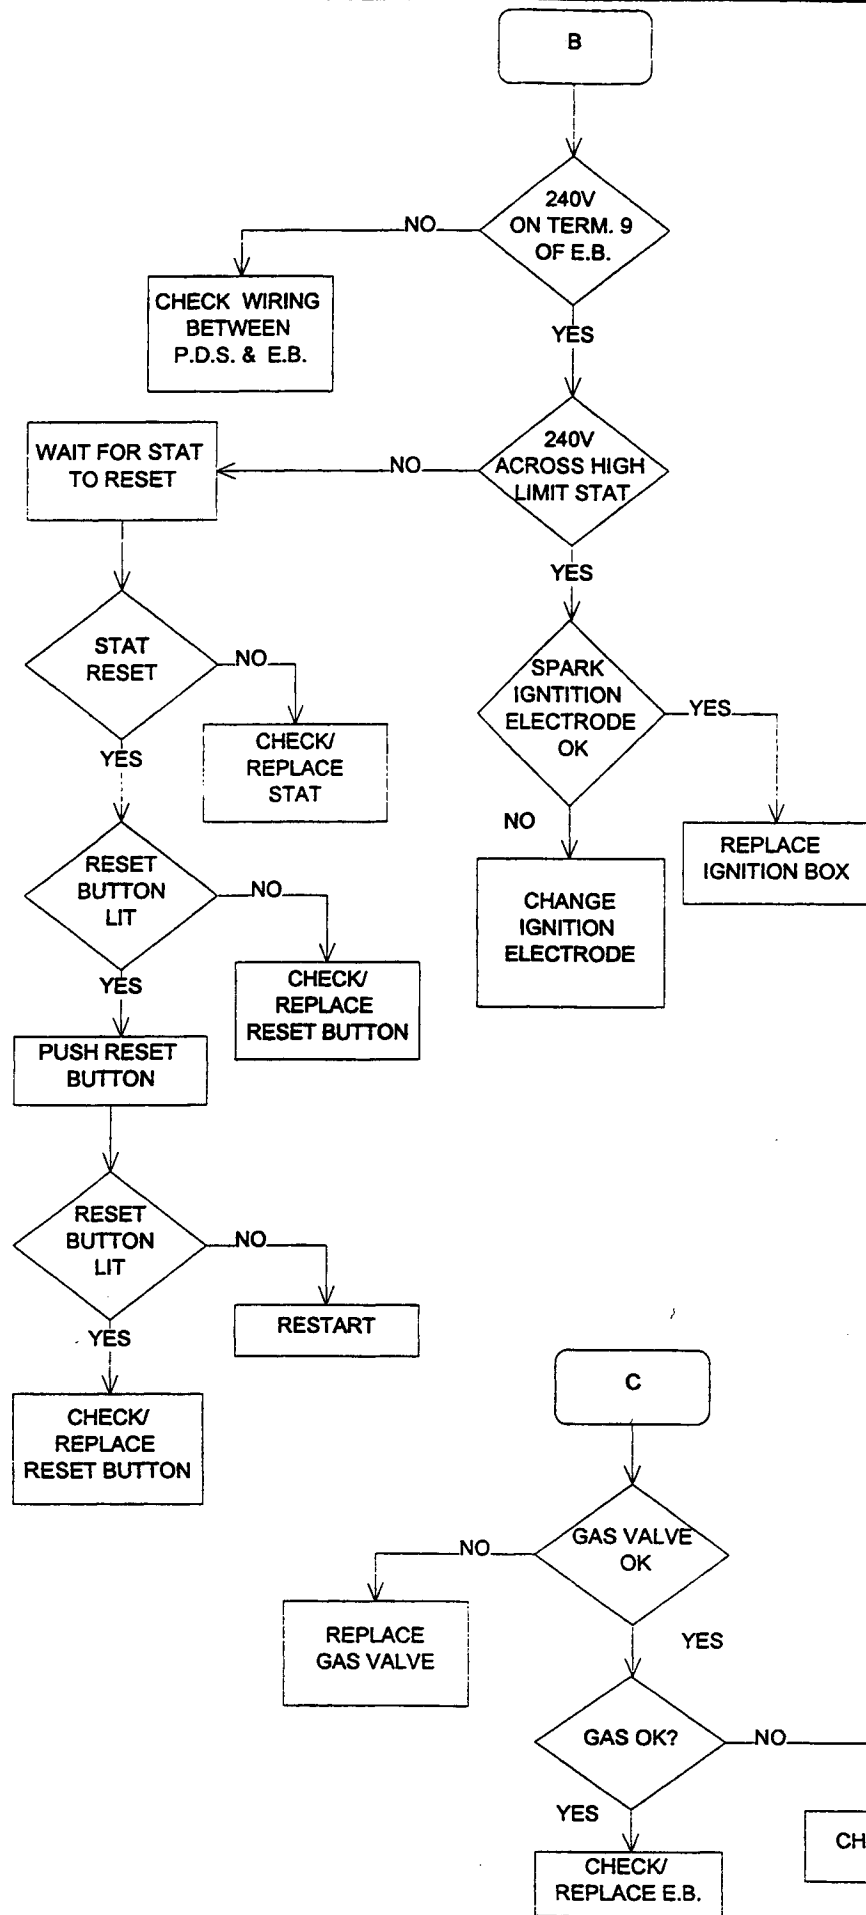 B
240V
ON TERM. 9
OF E.B.
NO
CHECK WIRING
BETWEEN
P.D.S. & E.B.
YES
240V
ACROSS HIGH
LIMIT STAT
NO
WAIT FOR STAT
TO RESET
YES
STAT
RESET
NO
CHECK/
REPLACE
STAT
YES
SPARK
IGNTITION
ELECTRODE
OK
YES
REPLACE
IGNITION BOX
NO
CHANGE
IGNITION
ELECTRODE
RESET
BUTTON
LIT
NO
CHECK/
REPLACE
RESET BUTTON
YES
PUSH RESET
BUTTON
RESET
BUTTON
LIT
NO
RESTART
YES
CHECK/
REPLACE
RESET BUTTON
C
GAS VALVE
OK
NO
REPLACE
GAS VALVE
YES
GAS OK?
NO
CH
YES
CHECK/
REPLACE E.B.